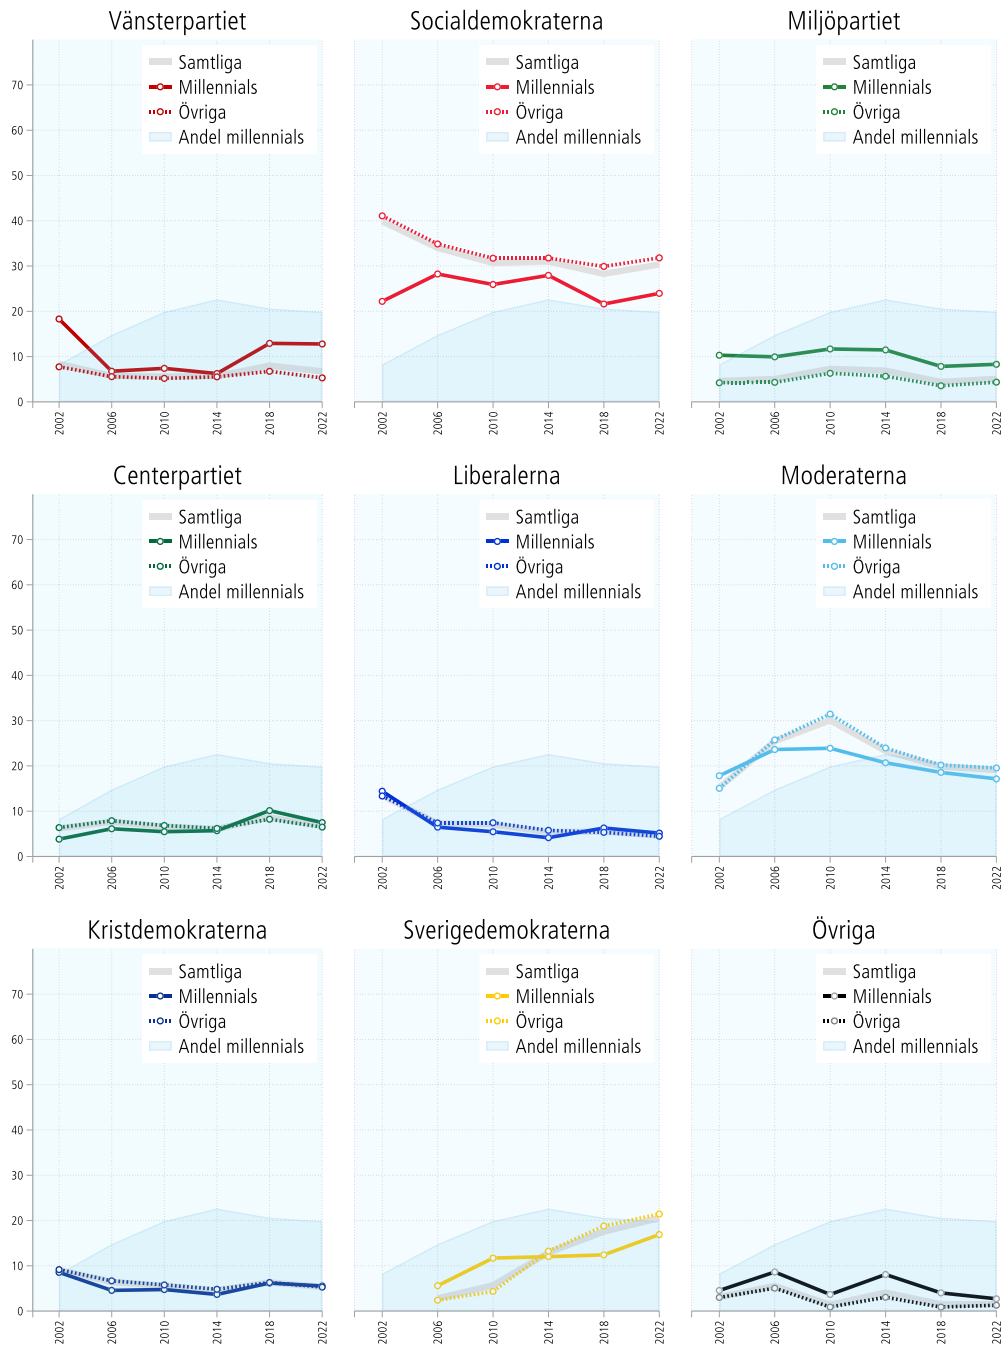 Vänsterpartiet
Samtliga
Millennials
Övriga
Andel millennials
70
60
50
40
30
20
10
0
2002
2006
2010
2014
2018
2022
Socialdemokraterna
Samtliga
Millennials
Övriga
Andel millennials
2002
2006
2010
2014
2018
2022
Miljöpartiet
Samtliga
Millennials
Övriga
Andel millennials
2002
2006
2010
2014
2018
2022
Centerpartiet
Samtliga
Millennials
Övriga
Andel millennials
70
60
50
40
30
20
10
0
2002
2006
2010
2014
2018
2022
Liberalerna
Samtliga
Millennials
Övriga
Andel millennials
2002
2006
2010
2014
2018
2022
Moderaterna
Samtliga
Millennials
Övriga
Andel millennials
2002
2006
2010
2014
2018
2022
Kristdemokraterna
Samtliga
Millennials
Övriga
Andel millennials
70
60
50
40
30
20
10
0
2002
2006
2010
2014
2018
2022
Sverigedemokraterna
Samtliga
Millennials
Övriga
Andel millennials
2002
2006
2010
2014
2018
2022
Övriga
Samtliga
Millennials
Övriga
Andel millennials
2002
2006
2010
2014
2018
2022